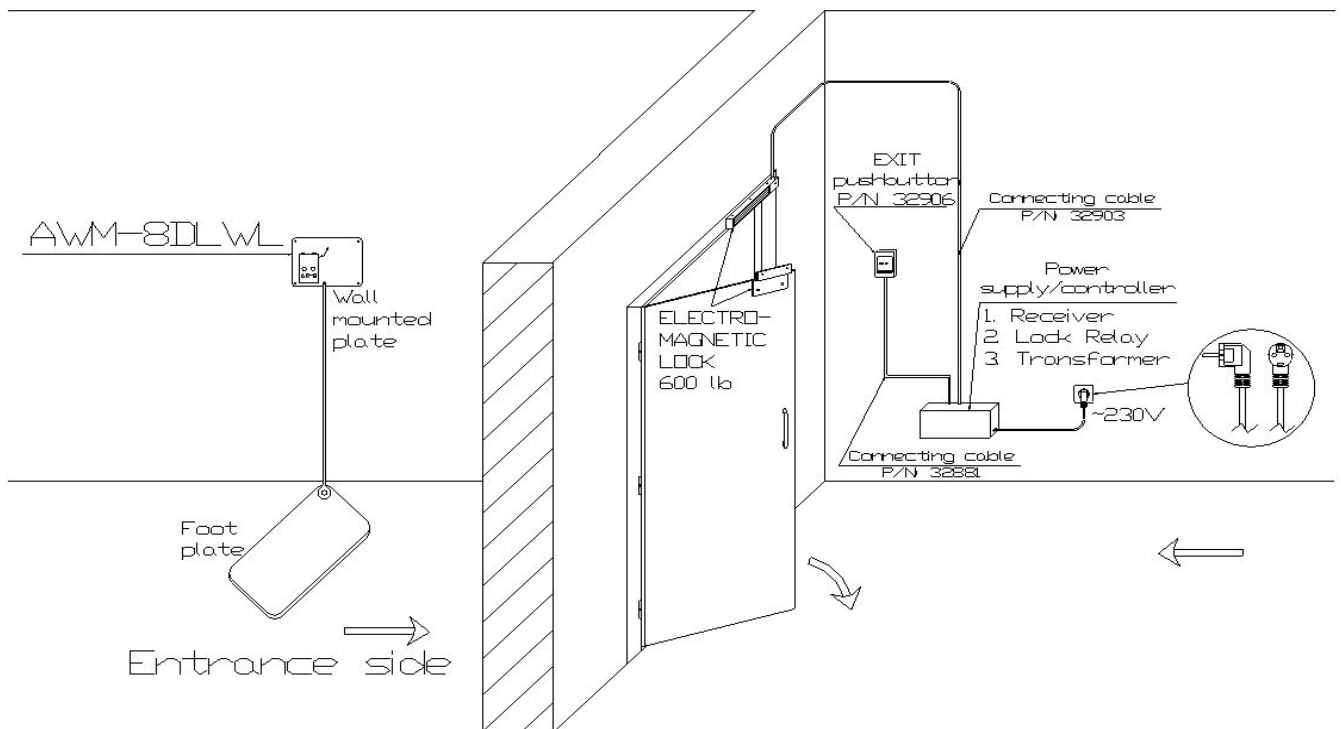 EXIT
pushbutton
P/N 32906
Connecting cable
P/N 32903
AWM-8DLWL
Wall
mounted
plate
ELECTRO-
MAGNETIC
LOCK
600 lb
Power
supply/controller
1. Receiver
2. Lock Relay
3. Transformer
~230V
Connecting cable
P/N 32881
Foot
plate
Entrance side